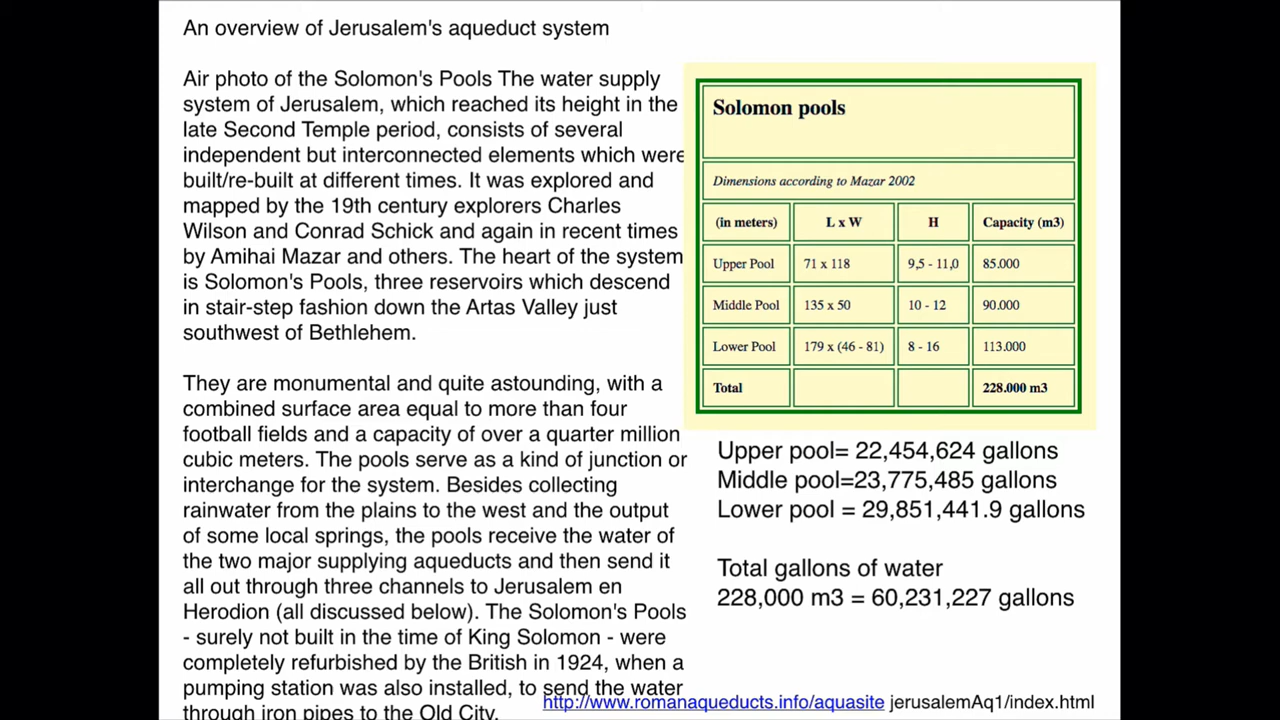 An overview of Jerusalem's aqueduct system
Air photo of the Solomon's Pools The water supply
system of Jerusalem, which reached its height in the
late Second Temple period, consists of several
independent but interconnected elements which were
built/re-built at different times. It was explored and
mapped by the 19th century explorers Charles
Wilson and Conrad Schick and again in recent times
by Amihai Mazar and others. The heart of the system
is Solomon's Pools, three reservoirs which descend
in stair-step fashion down the Artas Valley just
southwest of Bethlehem.
They are monumental and quite astounding, with a
combined surface area equal to more than four
football fields and a capacity of over a quarter million
cubic meters. The pools serve as a kind of junction or
interchange for the system. Besides collecting
rainwater from the plains to the west and the output
of some local springs, the pools receive the water of
the two major supplying aqueducts and then send it
all out through three channels to Jerusalem en
Herodion (all discussed below). The Solomon's Pools
- surely not built in the time of King Solomon - were
completely refurbished by the British in 1924, when a
pumping station was also installed, to send the water
through iron pipes to the Old City.
Solomon pools
Dimensions according to Mazar 2002
(in meters) L x W H Capacity (m3)
Upper Pool 71 x 118 9,5 - 11,0 85.000
Middle Pool 135 x 50 10 - 12 90.000
Lower Pool 179 x (46 - 81) 8 - 16 113.000
Total 228.000 m3
Upper pool= 22,454,624 gallons
Middle pool=23,775,485 gallons
Lower pool = 29,851,441.9 gallons
Total gallons of water
228,000 m3 = 60,231,227 gallons
http://www.romanaqueducts.info/aquasite jerusalemAq1/index.html